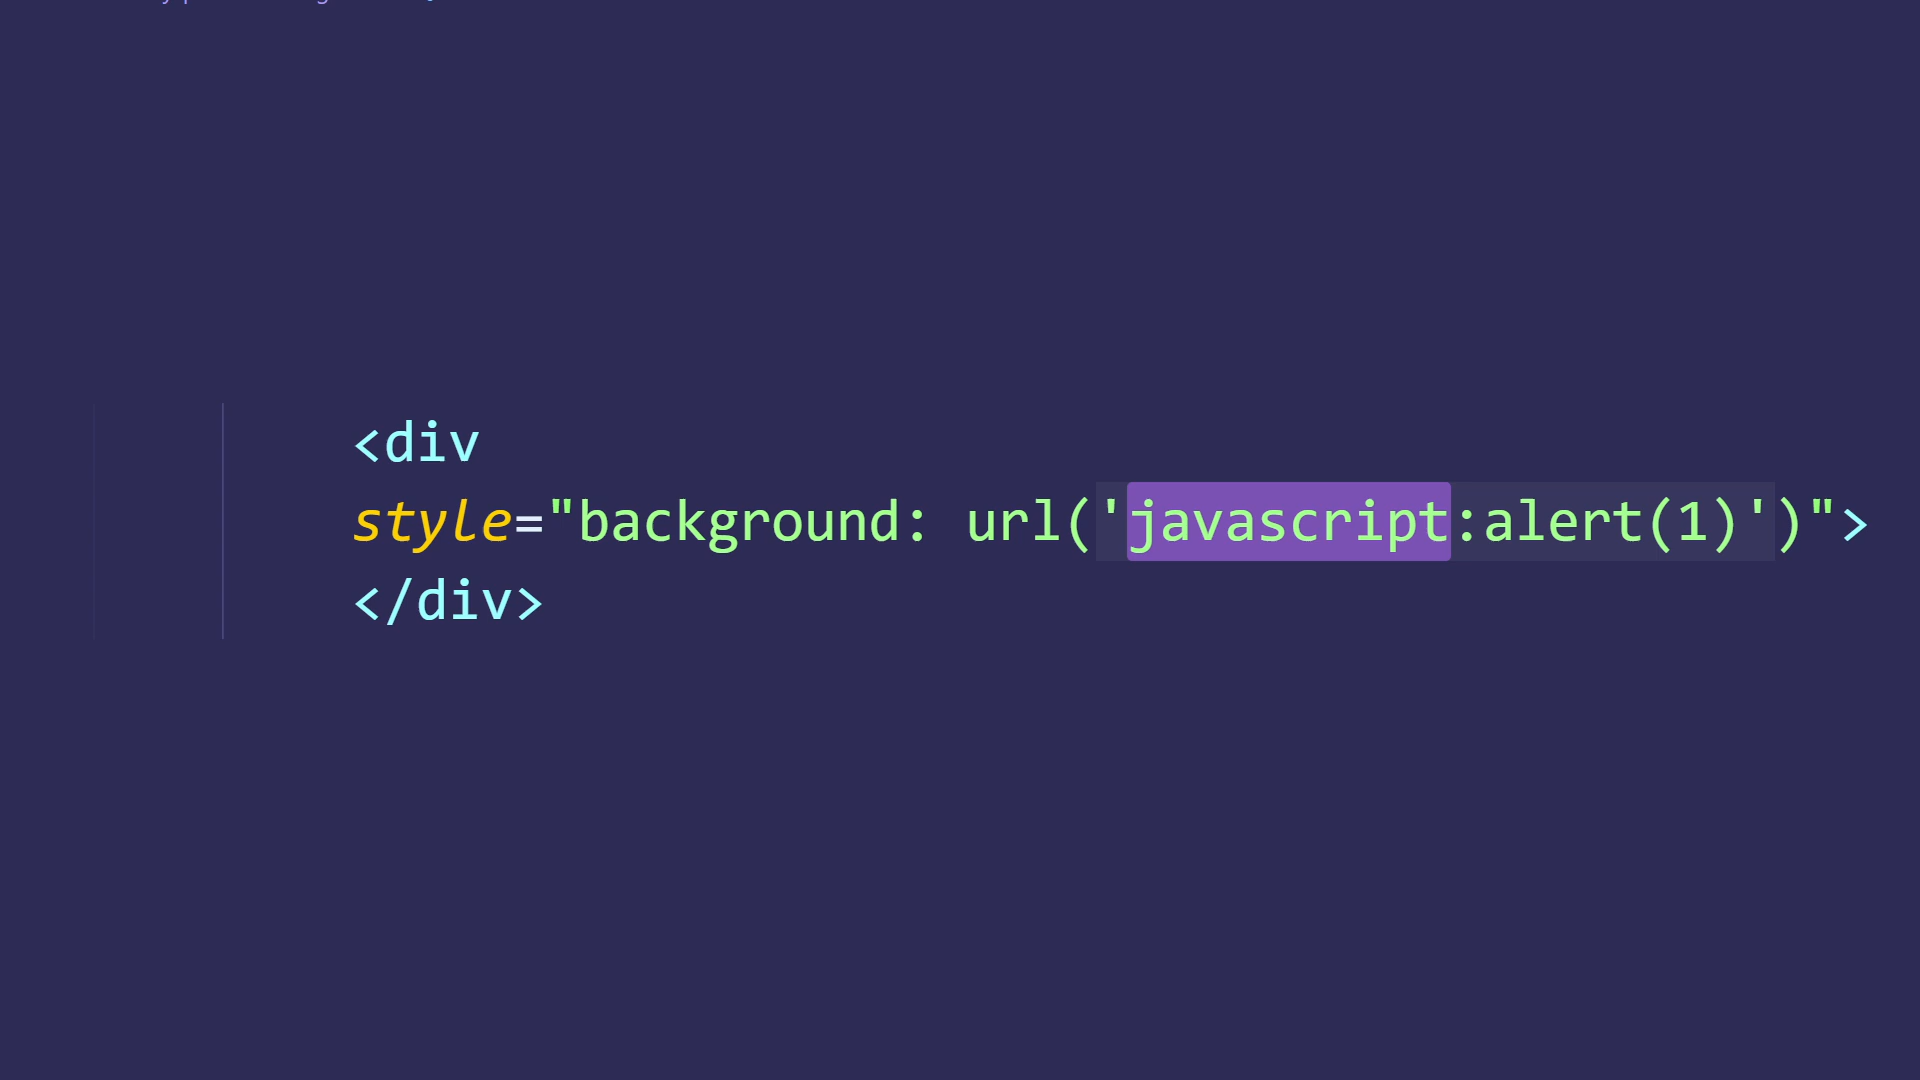 <div
style="background: url('javascript:alert(1)')">
</div>